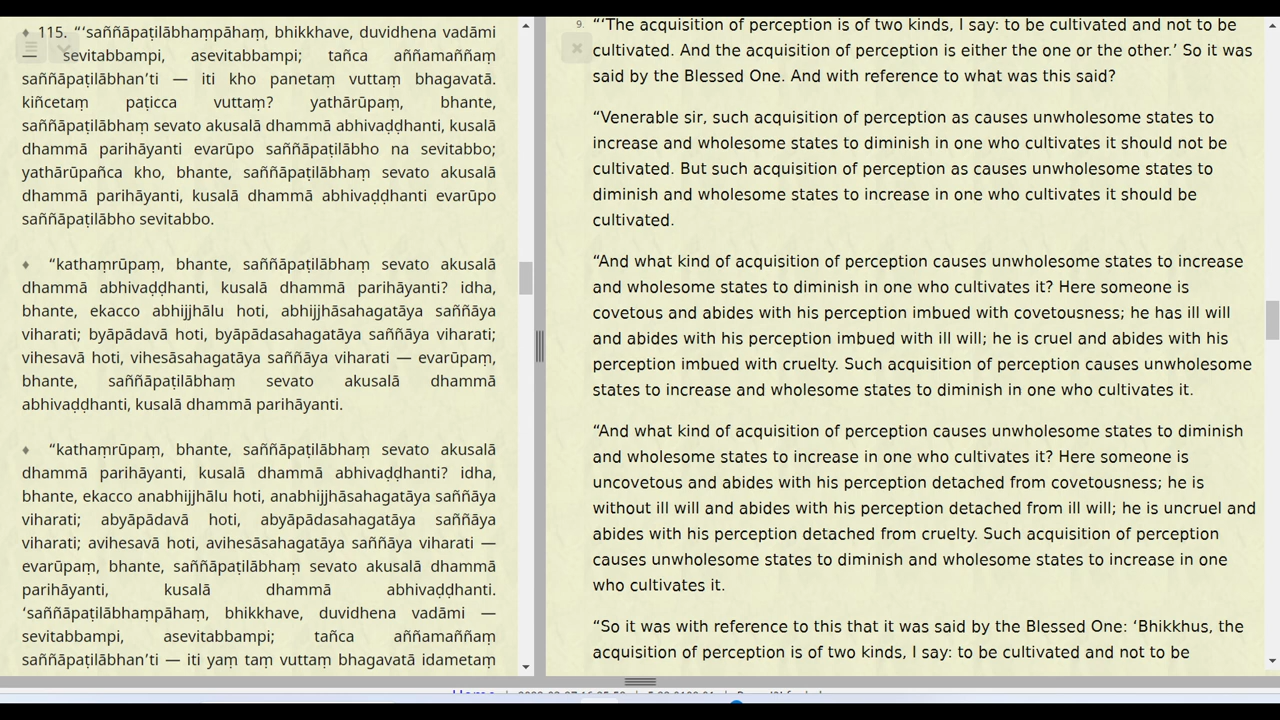 ♦ 115. “‘saññāpaṭilābhaṃpāhaṃ, bhikkhave, duvidhena vadāmi
— sevitabbampi, asevitabbampi; tañca aññamaññaṃ
saññāpaṭilābhan’ti — iti kho panetaṃ vuttaṃ bhagavatā.
kiñcetaṃ paṭicca vuttaṃ? yathārūpaṃ, bhante,
saññāpaṭilābhaṃ sevato akusalā dhammā abhivaḍḍhanti, kusalā
dhammā parihāyanti evarūpo saññāpaṭilābho na sevitabbo;
yathārūpañca kho, bhante, saññāpaṭilābhaṃ sevato akusalā
dhammā parihāyanti, kusalā dhammā abhivaḍḍhanti evarūpo
saññāpaṭilābho sevitabbo.
♦ “kathaṃrūpaṃ, bhante, saññāpaṭilābhaṃ sevato akusalā
dhammā abhivaḍḍhanti, kusalā dhammā parihāyanti? idha,
bhante, ekacco abhijjhālu hoti, abhijjhāsahagatāya saññāya
viharati; byāpādavā hoti, byāpādasahagatāya saññāya viharati;
vihesavā hoti, vihesāsahagatāya saññāya viharati — evarūpaṃ,
bhante, saññāpaṭilābhaṃ sevato akusalā dhammā
abhivaḍḍhanti, kusalā dhammā parihāyanti.
♦ “kathaṃrūpaṃ, bhante, saññāpaṭilābhaṃ sevato akusalā
dhammā parihāyanti, kusalā dhammā abhivaḍḍhanti? idha,
bhante, ekacco anabhijjhālu hoti, anabhijjhāsahagatāya saññāya
viharati; abyāpādavā hoti, abyāpādasahagatāya saññāya
viharati; avihesavā hoti, avihesāsahagatāya saññāya viharati —
evarūpaṃ, bhante, saññāpaṭilābhaṃ sevato akusalā dhammā
parihāyanti, kusalā dhammā abhivaḍḍhanti.
‘saññāpaṭilābhaṃpāhaṃ, bhikkhave, duvidhena vadāmi —
sevitabbampi, asevitabbampi; tañca aññamaññaṃ
saññāpaṭilābhan’ti — iti yaṃ taṃ vuttaṃ bhagavatā idametaṃ
9. “‘The acquisition of perception is of two kinds, I say: to be cultivated and not to be
cultivated. And the acquisition of perception is either the one or the other.’ So it was
said by the Blessed One. And with reference to what was this said?
“Venerable sir, such acquisition of perception as causes unwholesome states to
increase and wholesome states to diminish in one who cultivates it should not be
cultivated. But such acquisition of perception as causes unwholesome states to
diminish and wholesome states to increase in one who cultivates it should be
cultivated.
“And what kind of acquisition of perception causes unwholesome states to increase
and wholesome states to diminish in one who cultivates it? Here someone is
covetous and abides with his perception imbued with covetousness; he has ill will
and abides with his perception imbued with ill will; he is cruel and abides with his
perception imbued with cruelty. Such acquisition of perception causes unwholesome
states to increase and wholesome states to diminish in one who cultivates it.
“And what kind of acquisition of perception causes unwholesome states to diminish
and wholesome states to increase in one who cultivates it? Here someone is
uncovetous and abides with his perception detached from covetousness; he is
without ill will and abides with his perception detached from ill will; he is uncruel and
abides with his perception detached from cruelty. Such acquisition of perception
causes unwholesome states to diminish and wholesome states to increase in one
who cultivates it.
“So it was with reference to this that it was said by the Blessed One: ‘Bhikkhus, the
acquisition of perception is of two kinds, I say: to be cultivated and not to be
Home